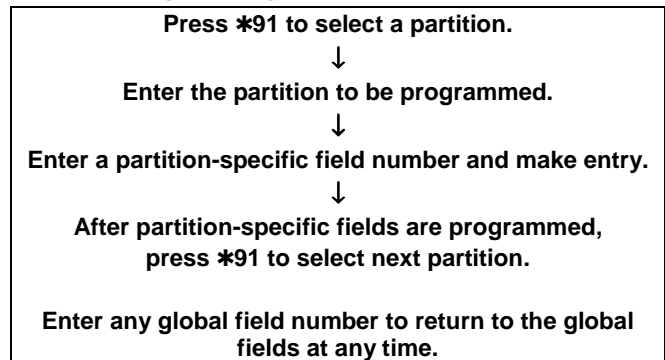 Press ✱91 to select a partition.
↓
Enter the partition to be programmed.
↓
Enter a partition-specific field number and make entry.
↓
After partition-specific fields are programmed,
press ✱91 to select next partition.
Enter any global field number to return to the global
fields at any time.